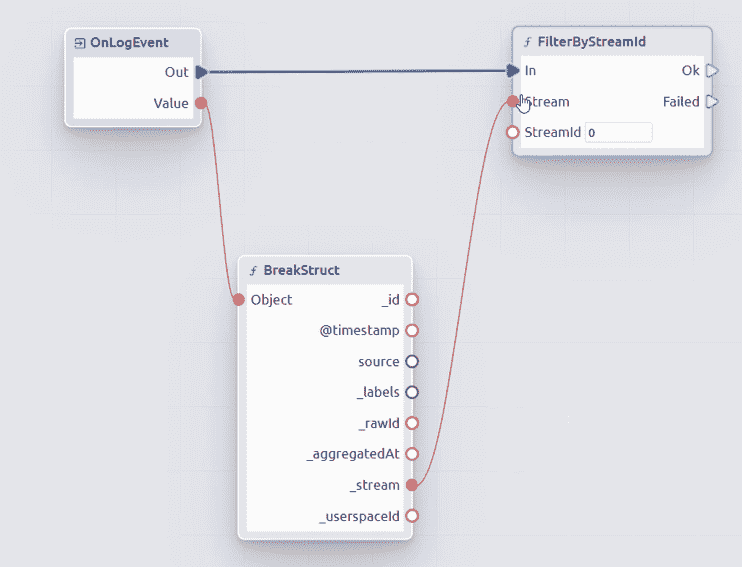 OnLogEvent
Out
Value
FilterByStreamId
In Ok
Stream Failed
StreamId 0
BreakStruct
Object _id
@timestamp
source
_labels
_rawId
_aggregatedAt
_stream
_userspaceId